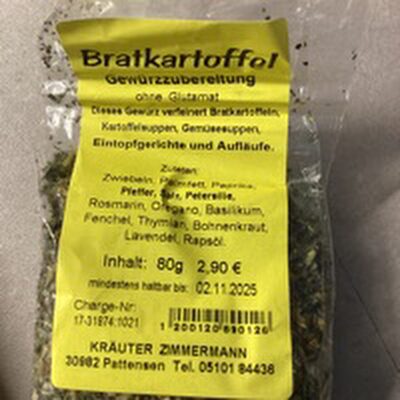 Bratkartoffel
Gewürzzubereitung
ohne Glutamat
Dieses Gewürz verfeinert Bratkartoffeln,
Kartoffelsuppen, Gemüsesuppen,
Eintopfgerichte und Aufläufe.
Zutaten:
Zwiebeln, Palmfett, Paprika,
Pfeffer, Salz, Petersilie,
Rosmarin, Oregano, Basilikum,
Fenchel, Thymian, Bohnenkraut,
Lavendel, Rapsöl.
Inhalt: 80g 2,90 €
mindestens haltbar bis: 02.11.2025
Charge-Nr:
17-31974:1021
1 200120 690126
KRÄUTER ZIMMERMANN
30982 Pattensen Tel. 05101 84436